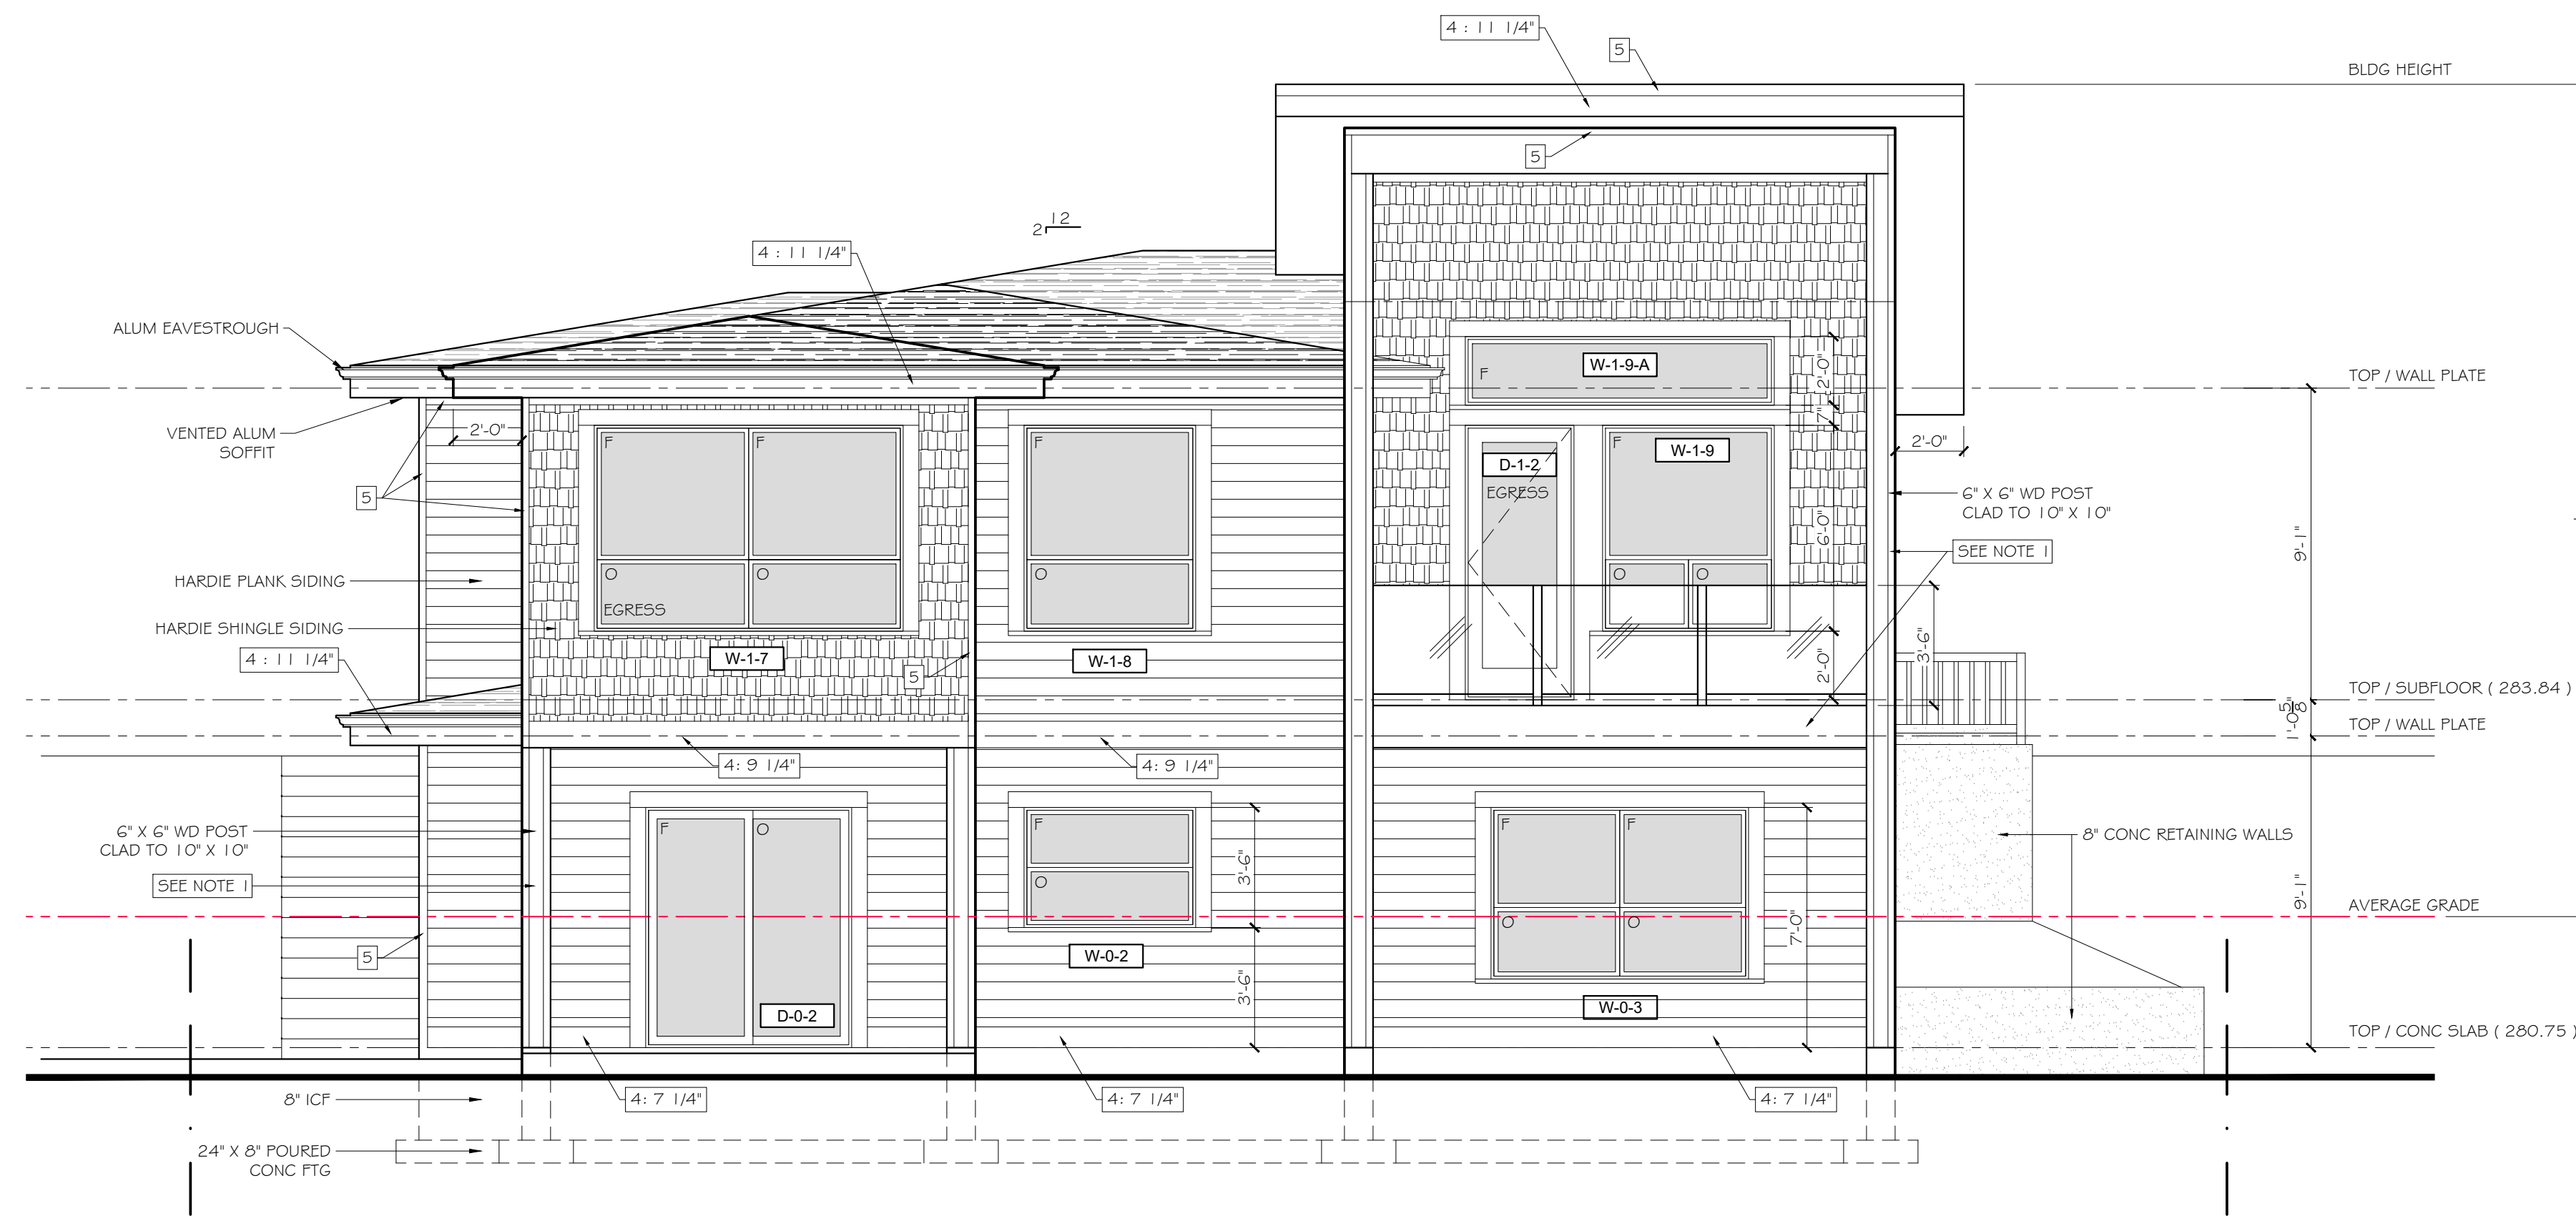 4 : 11 1/4"
5
BLDG HEIGHT
5
12
2
4 : 11 1/4"
ALUM EAVESTROUGH
W-1-9-A
F
2'-0"
TOP / WALL PLATE
7"
VENTED ALUM
SOFFIT
2'-0"
F
F
F
F
W-1-9
2'-0"
D-1-2
EGRESS
5
6" X 6" WD POST
CLAD TO 10" X 10"
6'-0"
9'-1"
SEE NOTE 1
HARDIE PLANK SIDING
O
O
O
O
O
EGRESS
HARDIE SHINGLE SIDING
4 : 11 1/4"
W-1-7
5
W-1-8
2'-0"
3'-6"
TOP / SUBFLOOR ( 283.84 )
1'-0 5/8
TOP / WALL PLATE
4: 9 1/4"
4: 9 1/4"
6" X 6" WD POST
CLAD TO 10" X 10"
F
O
F
F
F
8" CONC RETAINING WALLS
SEE NOTE 1
O
3'-6"
9'-1"
AVERAGE GRADE
O
O
7'-0"
5
W-0-2
3'-6"
D-0-2
W-0-3
TOP / CONC SLAB ( 280.75 )
8" ICF
4: 7 1/4"
4: 7 1/4"
4: 7 1/4"
24" X 8" POURED
CONC FTG